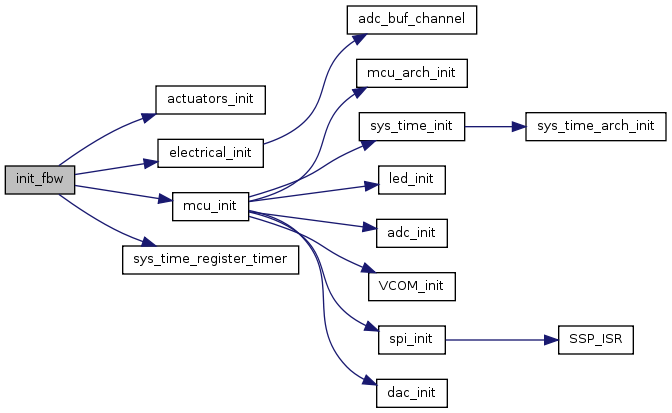 init_fbw
actuators_init
electrical_init
mcu_init
sys_time_register_timer
adc_buf_channel
mcu_arch_init
sys_time_init
led_init
adc_init
VCOM_init
spi_init
dac_init
sys_time_arch_init
SSP_ISR